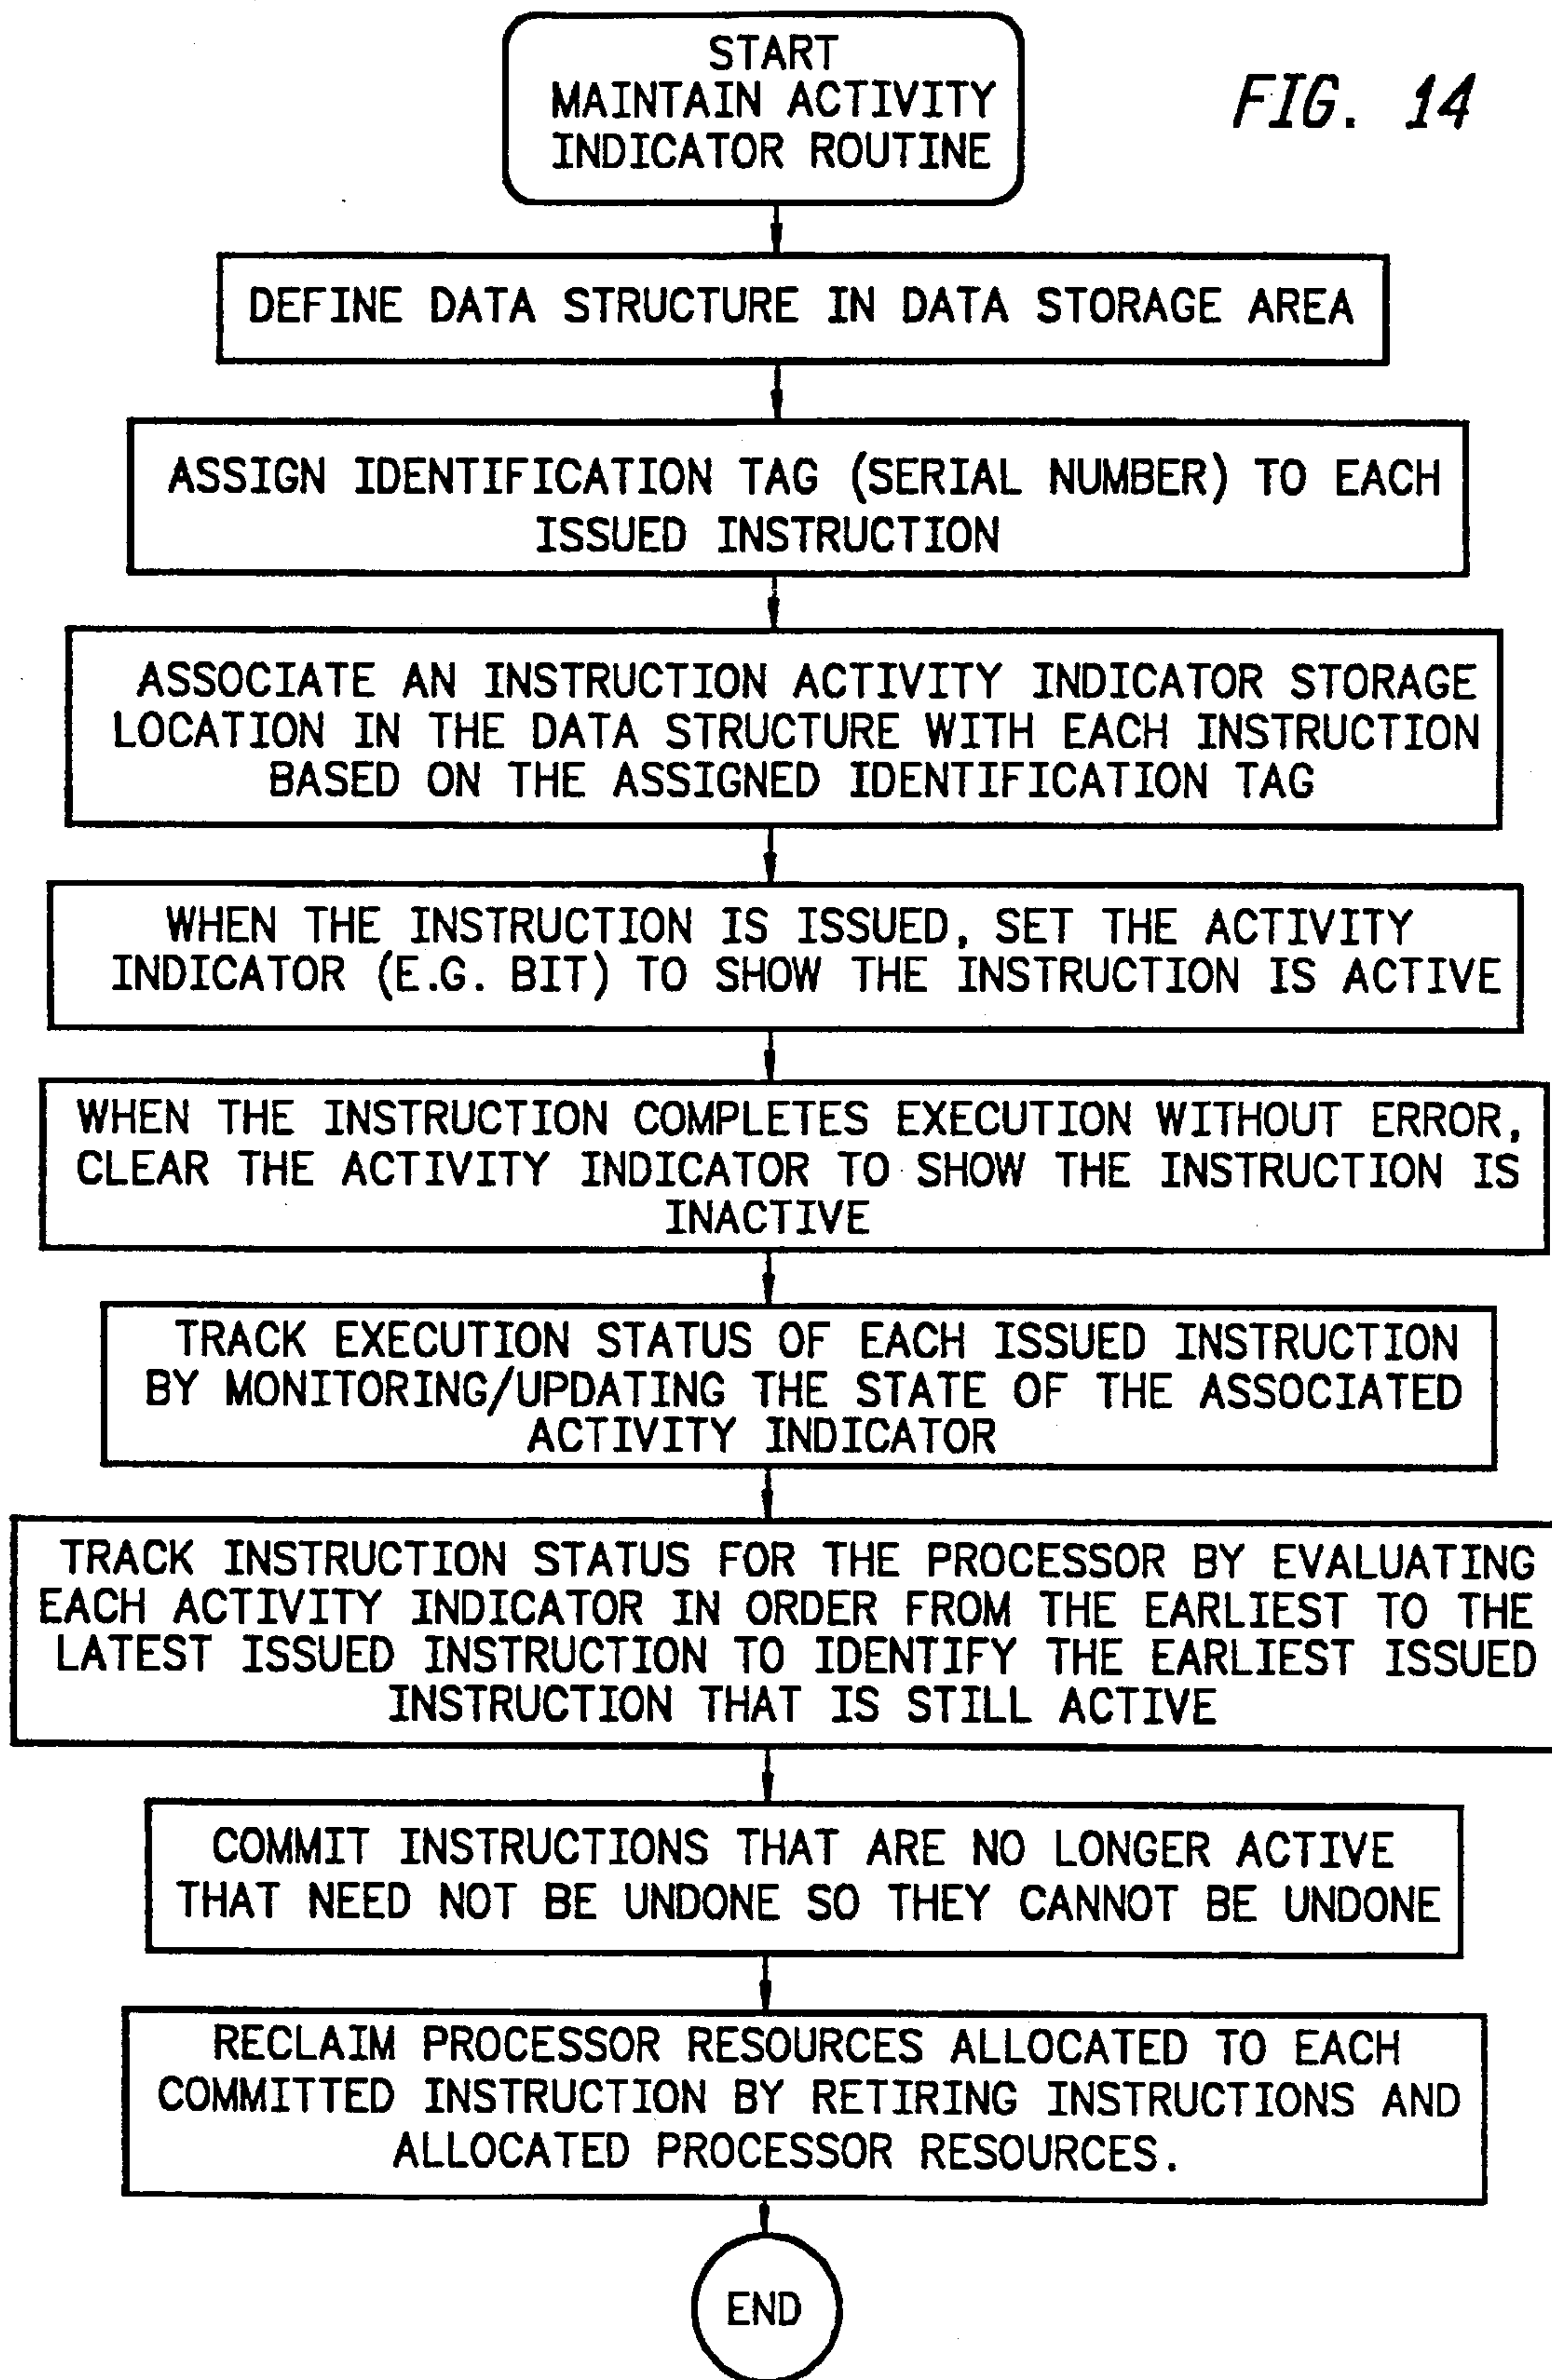 START
MAINTAIN ACTIVITY
INDICATOR ROUTINE
FIG. 14
DEFINE DATA STRUCTURE IN DATA STORAGE AREA
ASSIGN IDENTIFICATION TAG (SERIAL NUMBER) TO EACH
ISSUED INSTRUCTION
ASSOCIATE AN INSTRUCTION ACTIVITY INDICATOR STORAGE
LOCATION IN THE DATA STRUCTURE WITH EACH INSTRUCTION
BASED ON THE ASSIGNED IDENTIFICATION TAG
WHEN THE INSTRUCTION IS ISSUED, SET THE ACTIVITY
INDICATOR (E.G. BIT) TO SHOW THE INSTRUCTION IS ACTIVE
WHEN THE INSTRUCTION COMPLETES EXECUTION WITHOUT ERROR,
CLEAR THE ACTIVITY INDICATOR TO SHOW THE INSTRUCTION IS
INACTIVE
TRACK EXECUTION STATUS OF EACH ISSUED INSTRUCTION
BY MONITORING/UPDATING THE STATE OF THE ASSOCIATED
ACTIVITY INDICATOR
TRACK INSTRUCTION STATUS FOR THE PROCESSOR BY EVALUATING
EACH ACTIVITY INDICATOR IN ORDER FROM THE EARLIEST TO THE
LATEST ISSUED INSTRUCTION TO IDENTIFY THE EARLIEST ISSUED
INSTRUCTION THAT IS STILL ACTIVE
COMMIT INSTRUCTIONS THAT ARE NO LONGER ACTIVE
THAT NEED NOT BE UNDONE SO THEY CANNOT BE UNDONE
RECLAIM PROCESSOR RESOURCES ALLOCATED TO EACH
COMMITTED INSTRUCTION BY RETIRING INSTRUCTIONS AND
ALLOCATED PROCESSOR RESOURCES.
END